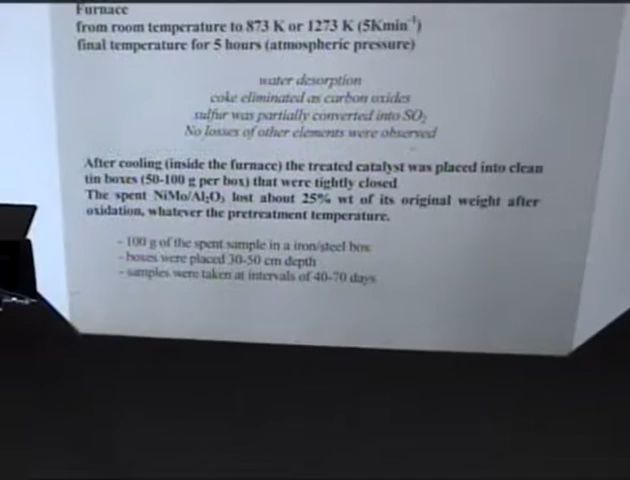 Furnace
from room temperature to 873 K or 1273 K (5Kmin⁻¹)
final temperature for 5 hours (atmospheric pressure)
water desorption
coke eliminated as carbon oxides
sulfur was partially converted into SO₂
No losses of other elements were observed
After cooling (inside the furnace) the treated catalyst was placed into clean
tin boxes (50-100 g per box) that were tightly closed
The spent NiMo/Al₂O₃ lost about 25% wt of its original weight after
oxidation, whatever the pretreatment temperature.
- 100 g of the spent sample in a iron/steel box
- boxes were placed 30-50 cm depth
- samples were taken at intervals of 40-70 days